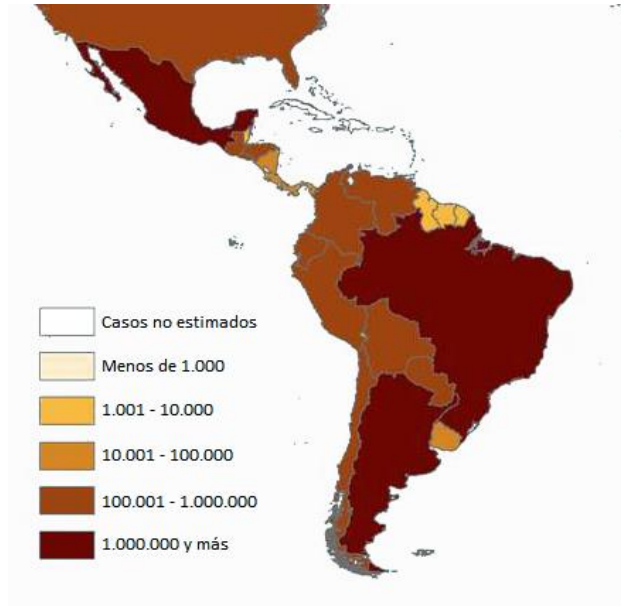 Casos no estimados
Menos de 1.000
1.001 - 10.000
10.001 - 100.000
100.001 - 1.000.000
1.000.000 y más